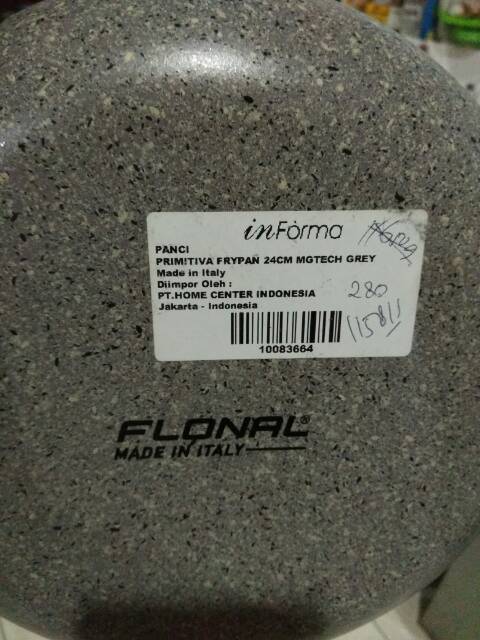 inForma
PANCI
PRIMITIVA FRYPAN 24CM MGTECH GREY
Made in Italy
Diimpor Oleh :
PT.HOME CENTER INDONESIA
Jakarta - Indonesia
280
10083664
FLONAL®
MADE IN ITALY